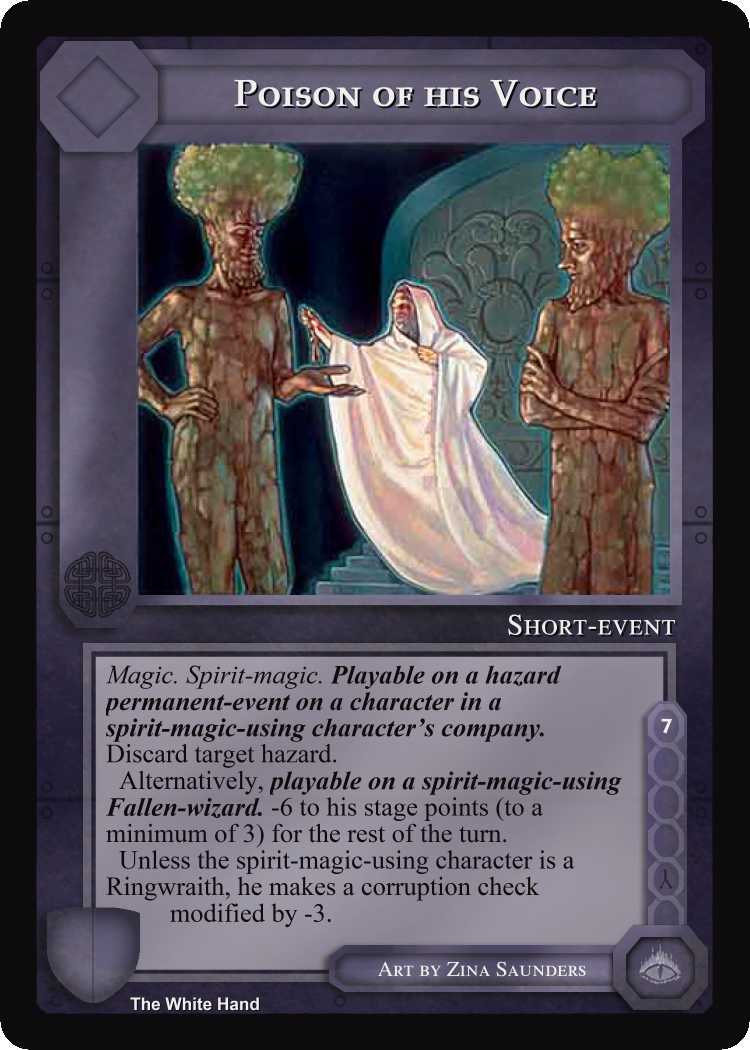 Poison of his Voice
Short-event
Magic. Spirit-magic. Playable on a hazard
permanent-event on a character in a
spirit-magic-using character's company.
Discard target hazard.
Alternatively, playable on a spirit-magic-using
Fallen-wizard. -6 to his stage points (to a
minimum of 3) for the rest of the turn.
Unless the spirit-magic-using character is a
Ringwraith, he makes a corruption check
modified by -3.
7
Art by Zina Saunders
The White Hand